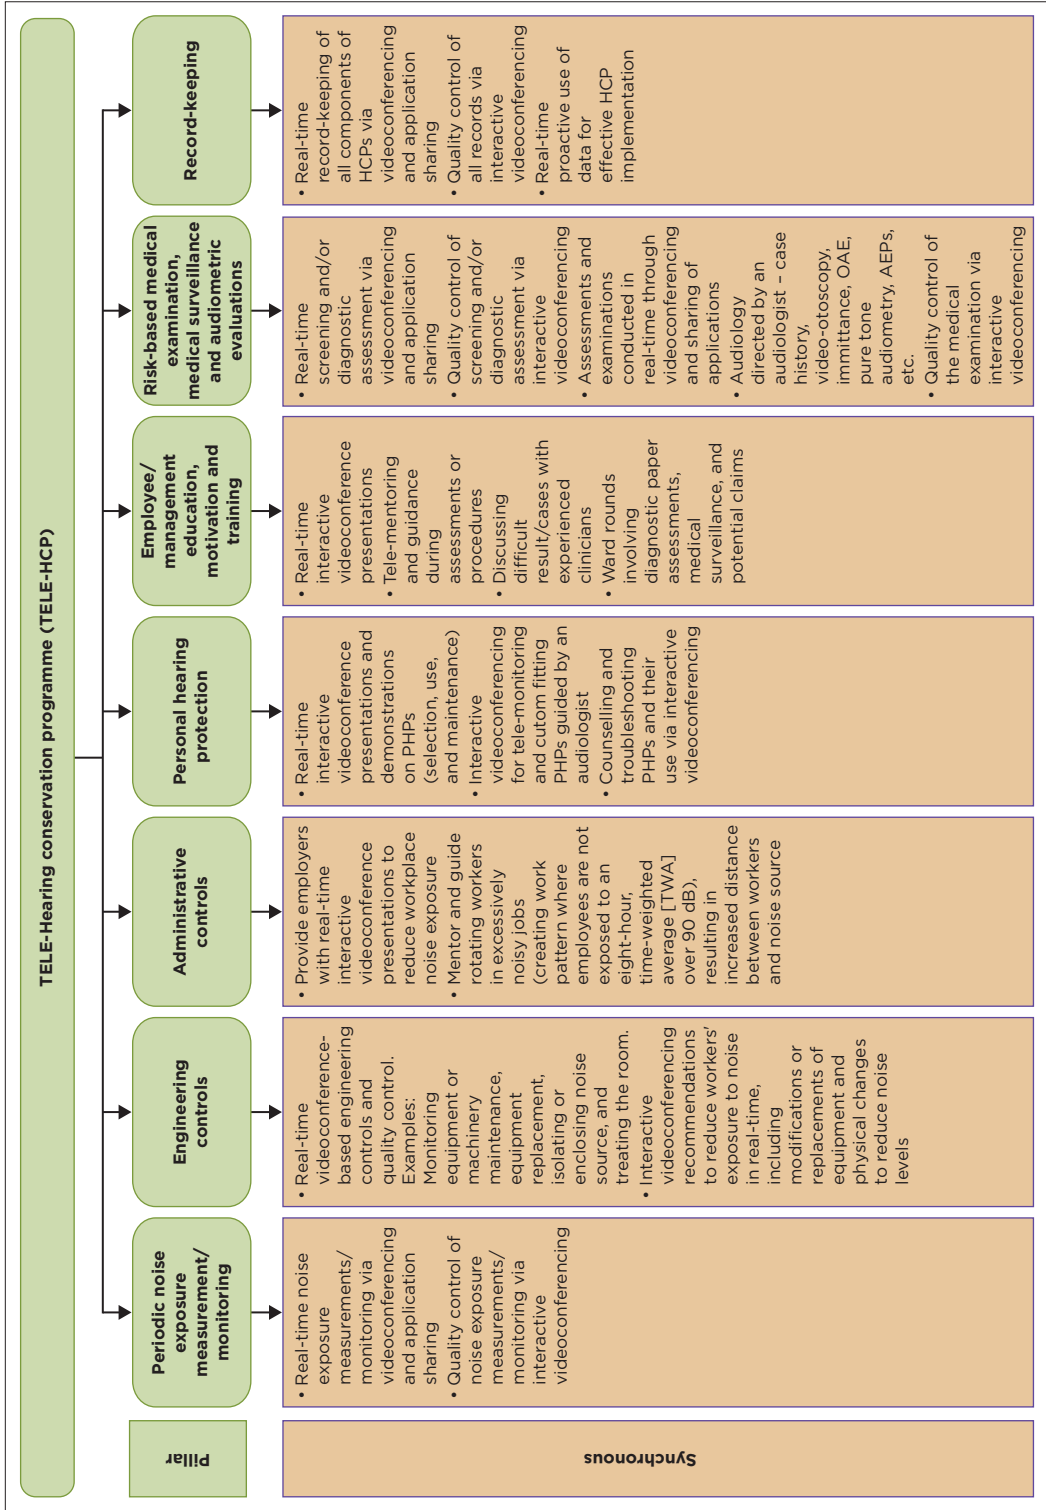 TELE-Hearing conservation programme (TELE-HCP)
Pillar
Periodic noise
exposure
measurement/
monitoring
Engineering
controls
Administrative
controls
Personal hearing
protection
Employee/
management
education,
motivation and
training
Risk-based medical
examination,
medical surveillance
and audiometric
evaluations
Record-keeping
Synchronous
• Real-time noise
exposure
measurements/
monitoring via
videoconferencing
and application
sharing
• Quality control of
noise exposure
measurements/
monitoring via
interactive
videoconferencing
• Real-time
videoconference-
based engineering
controls and
quality control.
Examples:
Monitoring
equipment or
machinery
maintenance,
equipment
replacement,
isolating or
enclosing noise
source, and
treating the room.
• Interactive
videoconferencing
recommendations
to reduce workers'
exposure to noise
in real-time,
including
modifications or
replacements of
equipment and
physical changes
to reduce noise
levels
• Provide employers
with real-time
interactive
videoconference
presentations to
reduce workplace
noise exposure
• Mentor and guide
rotating workers
in excessively
noisy jobs
(creating work
pattern where
employees are not
exposed to an
eight-hour,
time-weighted
average [TWA]
over 90 dB),
resulting in
increased distance
between workers
and noise source
• Real-time
interactive
videoconference
presentations and
demonstrations
on PHPs
(selection, use,
and maintenance)
• Interactive
videoconferencing
for tele-monitoring
and cutom fitting
PHPs guided by an
audiologist
• Counselling and
troubleshooting
PHPs and their
use via interactive
videoconferencing
• Real-time
interactive
videoconference
presentations
• Tele-mentoring
and guidance
during
assessments or
procedures
• Discussing
difficult
result/cases with
experienced
clinicians
• Ward rounds
involving
diagnostic paper
assessments,
medical
surveillance, and
potential claims
• Real-time
screening and/or
diagnostic
assessment via
videoconferencing
and application
sharing
• Quality control of
screening and/or
diagnostic
assessment via
interactive
videoconferencing
• Assessments and
examinations
conducted in
real-time through
videoconferencing
and sharing of
applications
• Audiology
directed by an
audiologist – case
history,
video-otoscopy,
immittance, OAE,
pure tone
audiometry, AEPs,
etc.
• Quality control of
the medical
examination via
interactive
videoconferencing
• Real-time
record-keeping of
all components of
HCPs via
videoconferencing
and application
sharing
• Quality control of
all records via
interactive
videoconferencing
• Real-time
proactive use of
data for
effective HCP
implementation